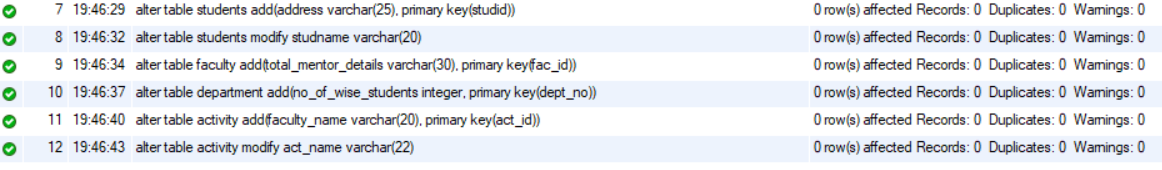 7 19:46:29 alter table students add(address varchar(25), primary key(studid)) 0 row(s) affected Records: 0 Duplicates: 0 Warnings: 0
8 19:46:32 alter table students modify studname varchar(20) 0 row(s) affected Records: 0 Duplicates: 0 Warnings: 0
9 19:46:34 alter table faculty add(total_mentor_details varchar(30), primary key(fac_id)) 0 row(s) affected Records: 0 Duplicates: 0 Warnings: 0
10 19:46:37 alter table department add(no_of_wise_students integer, primary key(dept_no)) 0 row(s) affected Records: 0 Duplicates: 0 Warnings: 0
11 19:46:40 alter table activity add(faculty_name varchar(20), primary key(act_id)) 0 row(s) affected Records: 0 Duplicates: 0 Warnings: 0
12 19:46:43 alter table activity modify act_name varchar(22) 0 row(s) affected Records: 0 Duplicates: 0 Warnings: 0